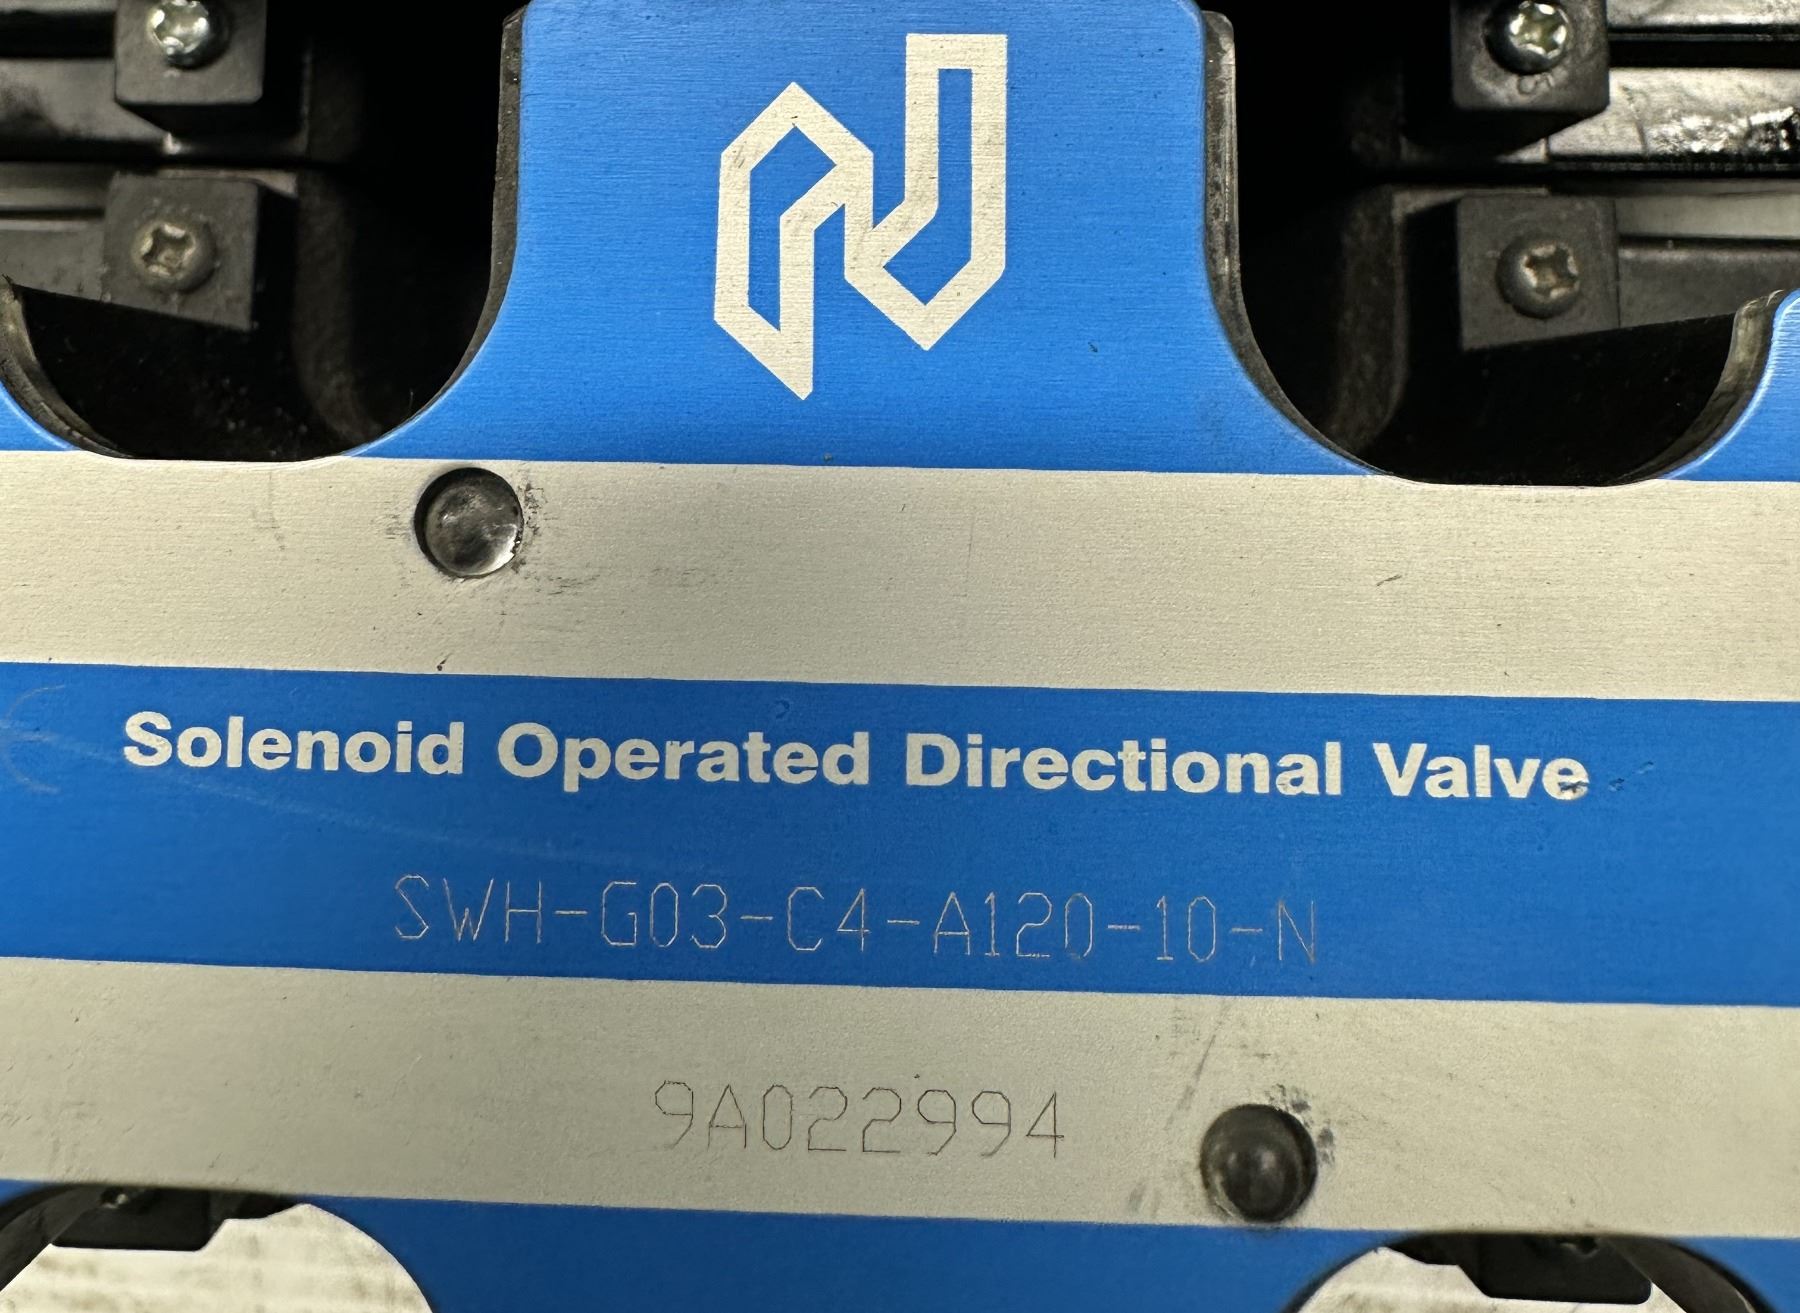 Solenoid Operated Directional Valve
SWH-G03-C4-A120-10-N
9A022994